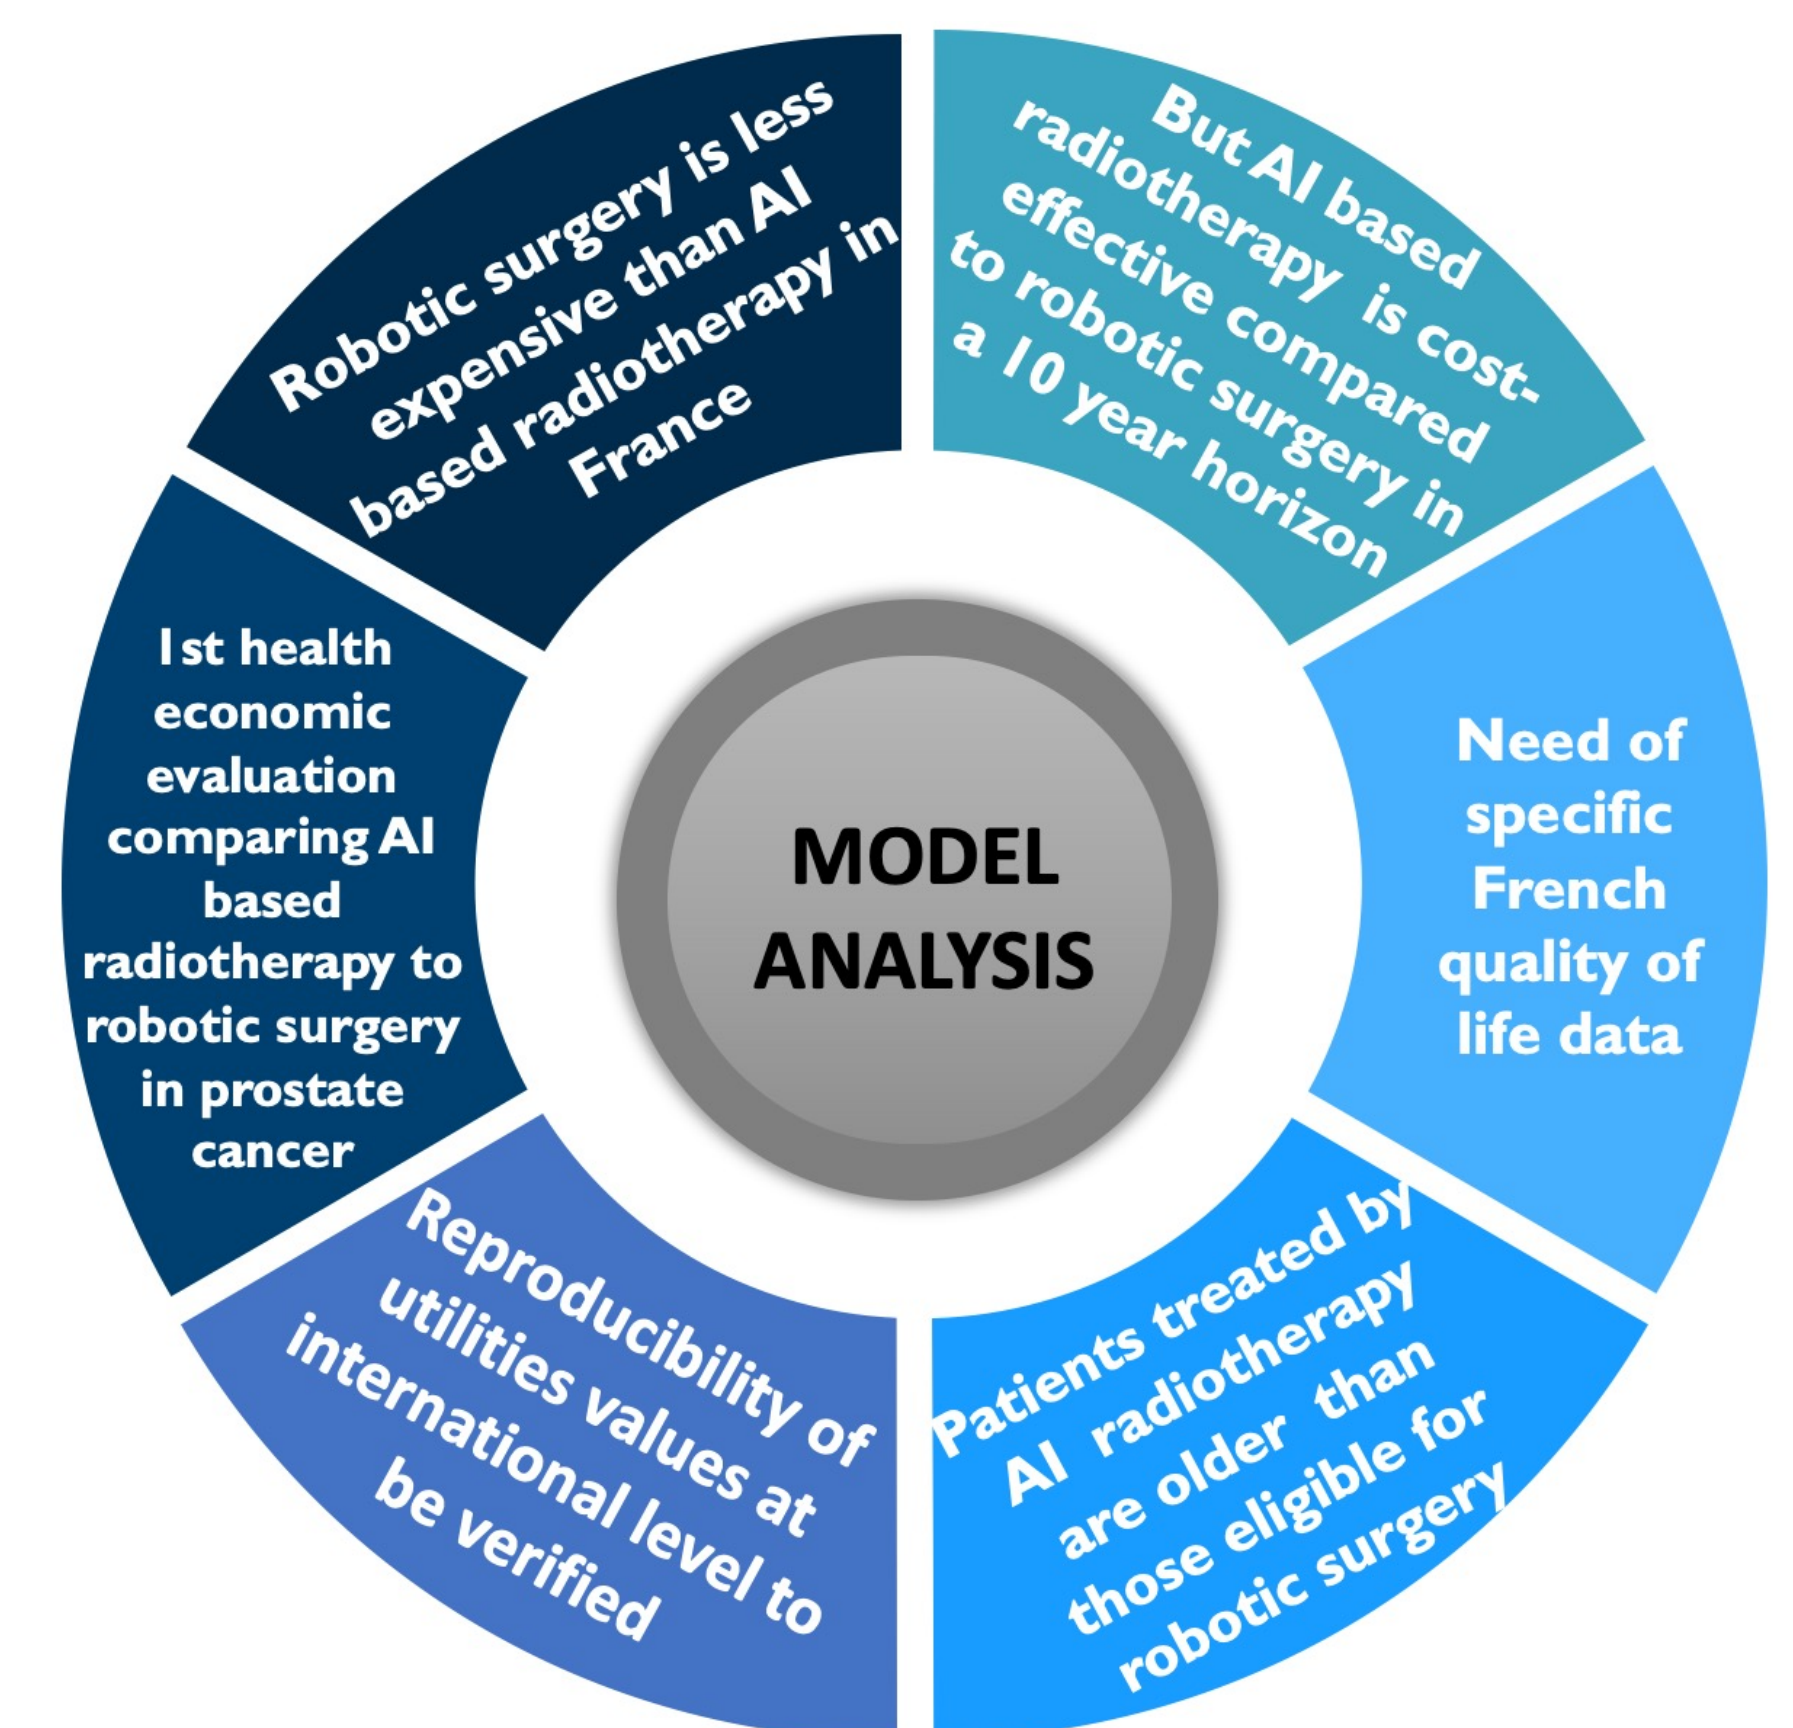 Robotic surgery is less
expensive than AI
based radiotherapy in
France
But AI based
radiotherapy is cost-
effective compared
to robotic surgery in
a 10 year horizon
Need of
specific
French
quality of
life data
Patients treated by
AI radiotherapy
are older than
those eligible for
robotic surgery
Reproducibility of
utilities values at
international level to
be verified
1st health
economic
evaluation
comparing AI
based
radiotherapy to
robotic surgery
in prostate
cancer
MODEL
ANALYSIS